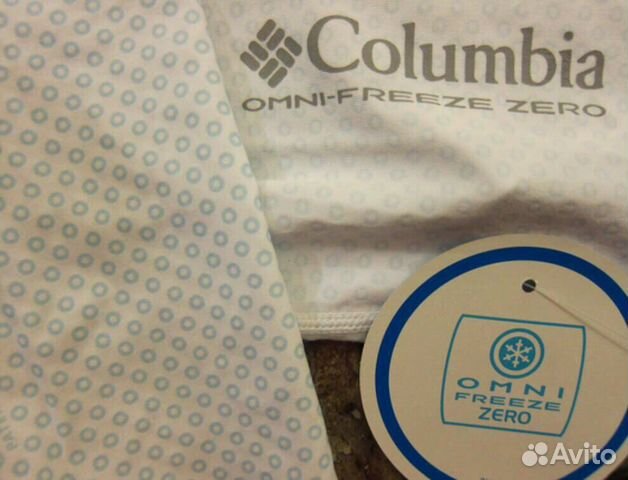 Columbia
OMNI-FREEZE ZERO
OMNI
FREEZE
ZERO
Avito